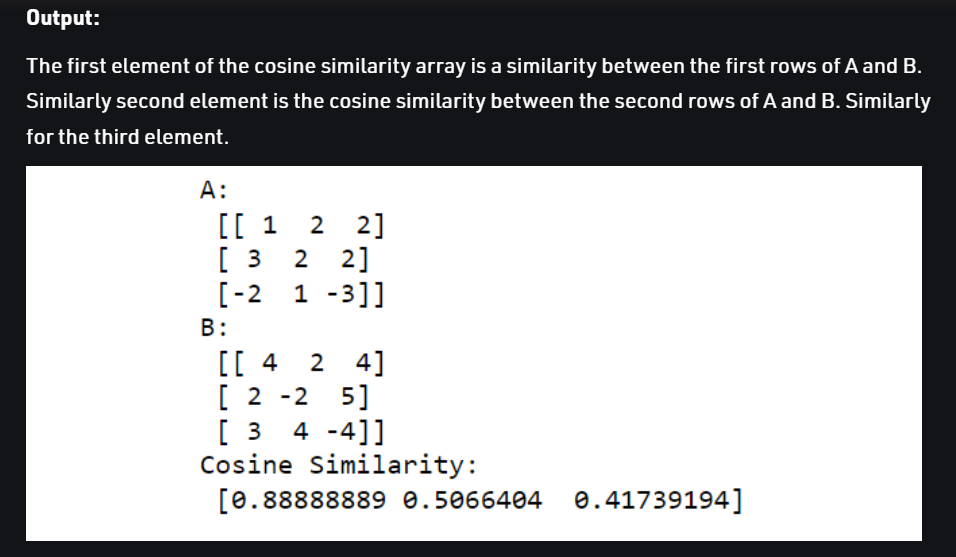 Output:
The first element of the cosine similarity array is a similarity between the first rows of A and B.
Similarly second element is the cosine similarity between the second rows of A and B. Similarly
for the third element.
A:
[[ 1  2  2]
[ 3  2  2]
[-2  1 -3]]
B:
[[ 4  2  4]
[ 2 -2  5]
[ 3  4 -4]]
Cosine Similarity:
[0.88888889 0.5066404  0.41739194]